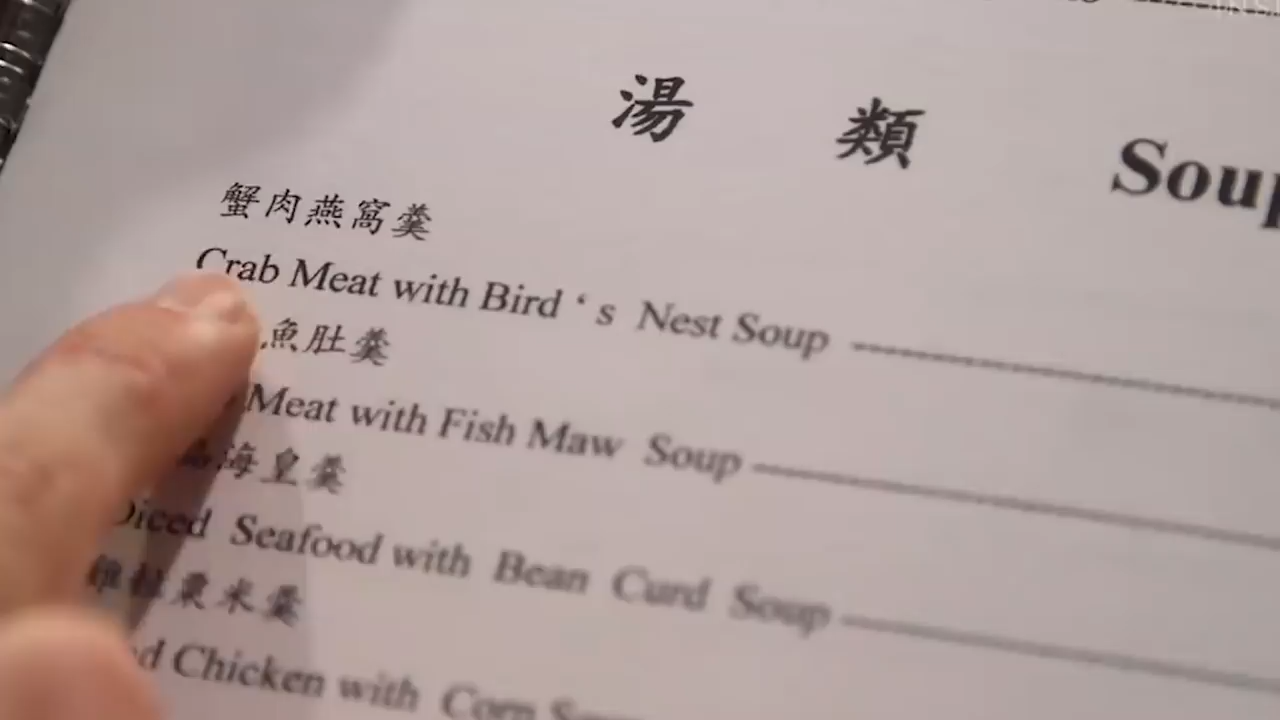 湯 類 Soup
蟹肉燕窩羹
Crab Meat with Bird ‘ s Nest Soup
魚肚羹
Meat with Fish Maw Soup
海皇羹
Diced Seafood with Bean Curd Soup
粟米羹
Chicken with Corn